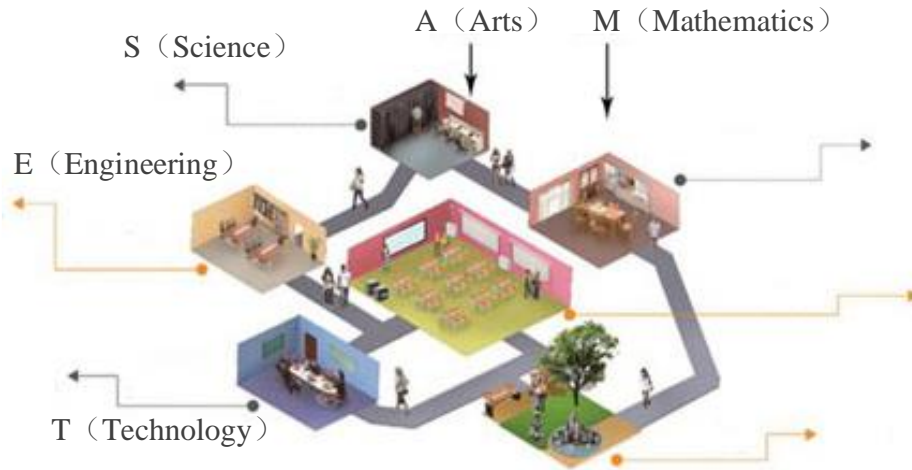 A（Arts）
M（Mathematics）
S（Science）
E（Engineering）
T（Technology）